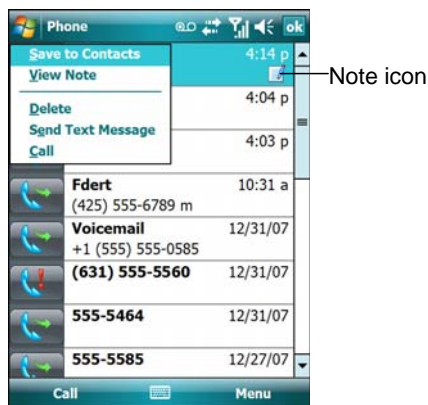 Phone ok
Save to Contacts
4:14 p
View Note
Note icon
4:04 p
Delete
Send Text Message
4:03 p
Call
Fdert 10:31 a
(425) 555-6789 m
Voicemail 12/31/07
+1 (555) 555-0585
(631) 555-5560 12/31/07
555-5464 12/31/07
555-5585 12/27/07
Call Menu